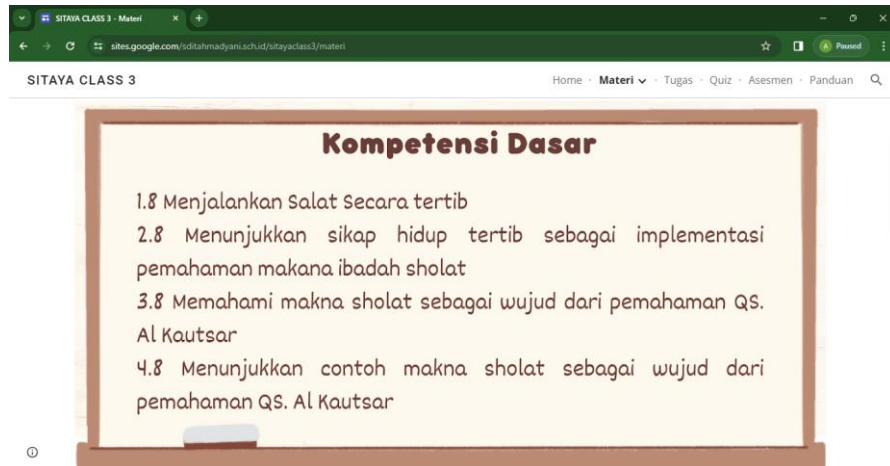 SITAYA CLASS 3 - Materi
sites.google.com/sditahmadyani.sch.id/sitayaclass3/materi
A Paused
SITAYA CLASS 3
Home · Materi · Tugas · Quiz · Asesmen · Panduan
Kompetensi Dasar
1.8 Menjalankan Salat Secara tertib
2.8 Menunjukkan sikap hidup tertib sebagai implementasi
pemahaman makana ibadah sholat
3.8 Memahami makna sholat sebagai wujud dari pemahaman QS.
Al Kautsar
4.8 Menunjukkan contoh makna sholat sebagai wujud dari
pemahaman QS. Al Kautsar